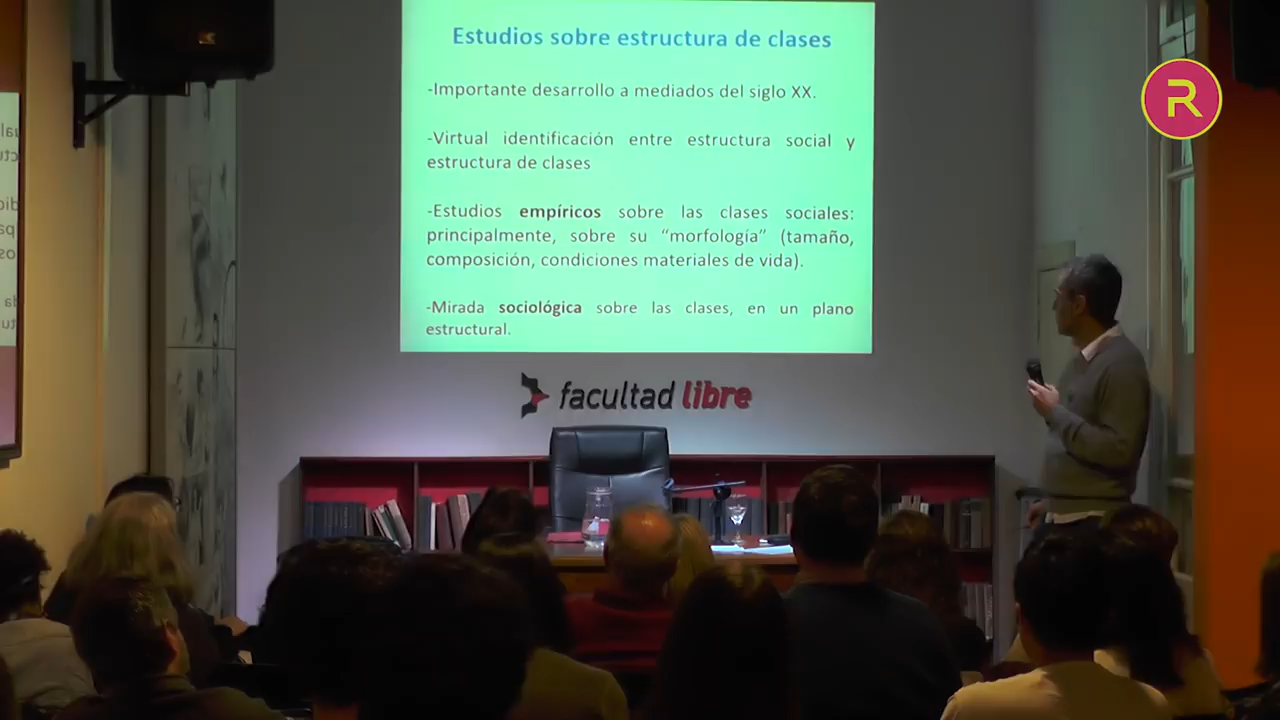 Estudios sobre estructura de clases
-Importante desarrollo a mediados del siglo XX.
-Virtual identificación entre estructura social y
estructura de clases
-Estudios empíricos sobre las clases sociales:
principalmente, sobre su “morfología” (tamaño,
composición, condiciones materiales de vida).
-Mirada sociológica sobre las clases, en un plano
estructural.
facultad libre
R